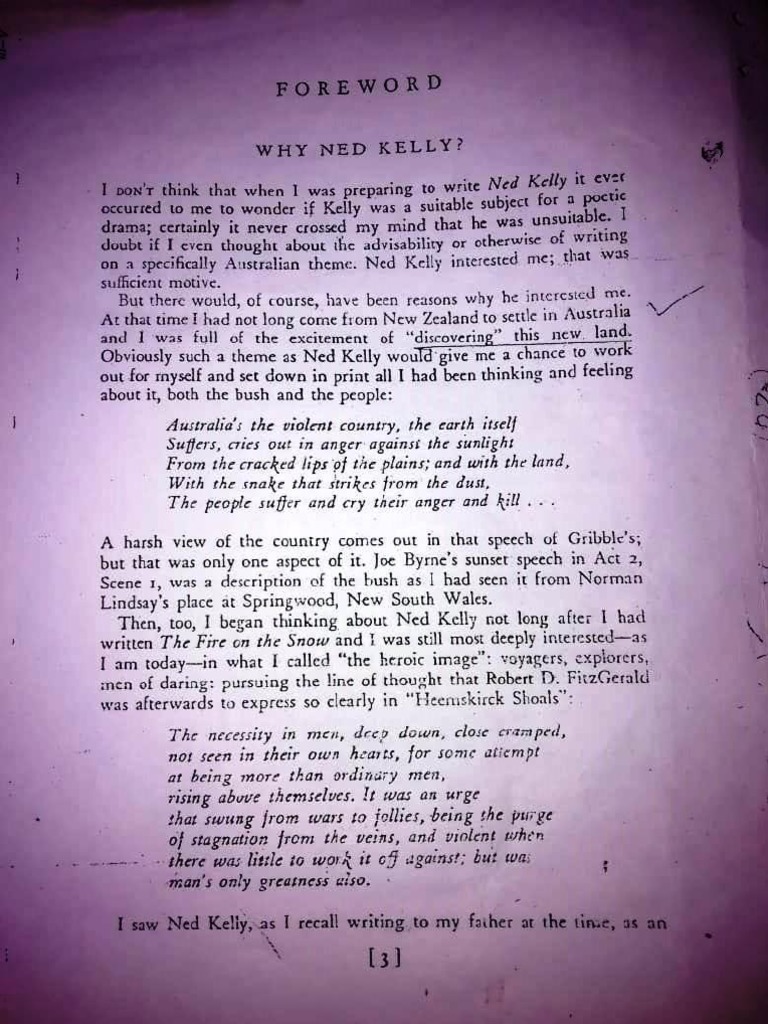 FOREWORD
WHY NED KELLY?
I DON'T think that when I was preparing to write Ned Kelly it ever
occurred to me to wonder if Kelly was a suitable subject for a poetic
drama; certainly it never crossed my mind that he was unsuitable. I
doubt if I even thought about the advisability or otherwise of writing
on a specifically Australian theme. Ned Kelly interested me; that was
sufficient motive.
But there would, of course, have been reasons why he interested me.
At that time I had not long come from New Zealand to settle in Australia
and I was full of the excitement of "discovering" this new land.
Obviously such a theme as Ned Kelly would give me a chance to work
out for myself and set down in print all I had been thinking and feeling
about it, both the bush and the people:
Australia's the violent country, the earth itself
Suffers, cries out in anger against the sunlight
From the cracked lips of the plains; and with the land,
With the snake that strikes from the dust,
The people suffer and cry their anger and kill . . .
A harsh view of the country comes out in that speech of Gribble's;
but that was only one aspect of it. Joe Byrne's sunset speech in Act 2,
Scene 1, was a description of the bush as I had seen it from Norman
Lindsay's place at Springwood, New South Wales.
Then, too, I began thinking about Ned Kelly not long after I had
written The Fire on the Snow and I was still most deeply interested—as
I am today—in what I called "the heroic image": voyagers, explorers,
men of daring: pursuing the line of thought that Robert D. FitzGerald
was afterwards to express so clearly in "Heemskirck Shoals":
The necessity in men, deep down, close cramped,
not seen in their own hearts, for some attempt
at being more than ordinary men,
rising above themselves. It was an urge
that swung from wars to follies, being the purge
of stagnation from the veins, and violent when
there was little to work it off against; but was
man's only greatness also.
I saw Ned Kelly, as I recall writing to my father at the time, as an
[3]